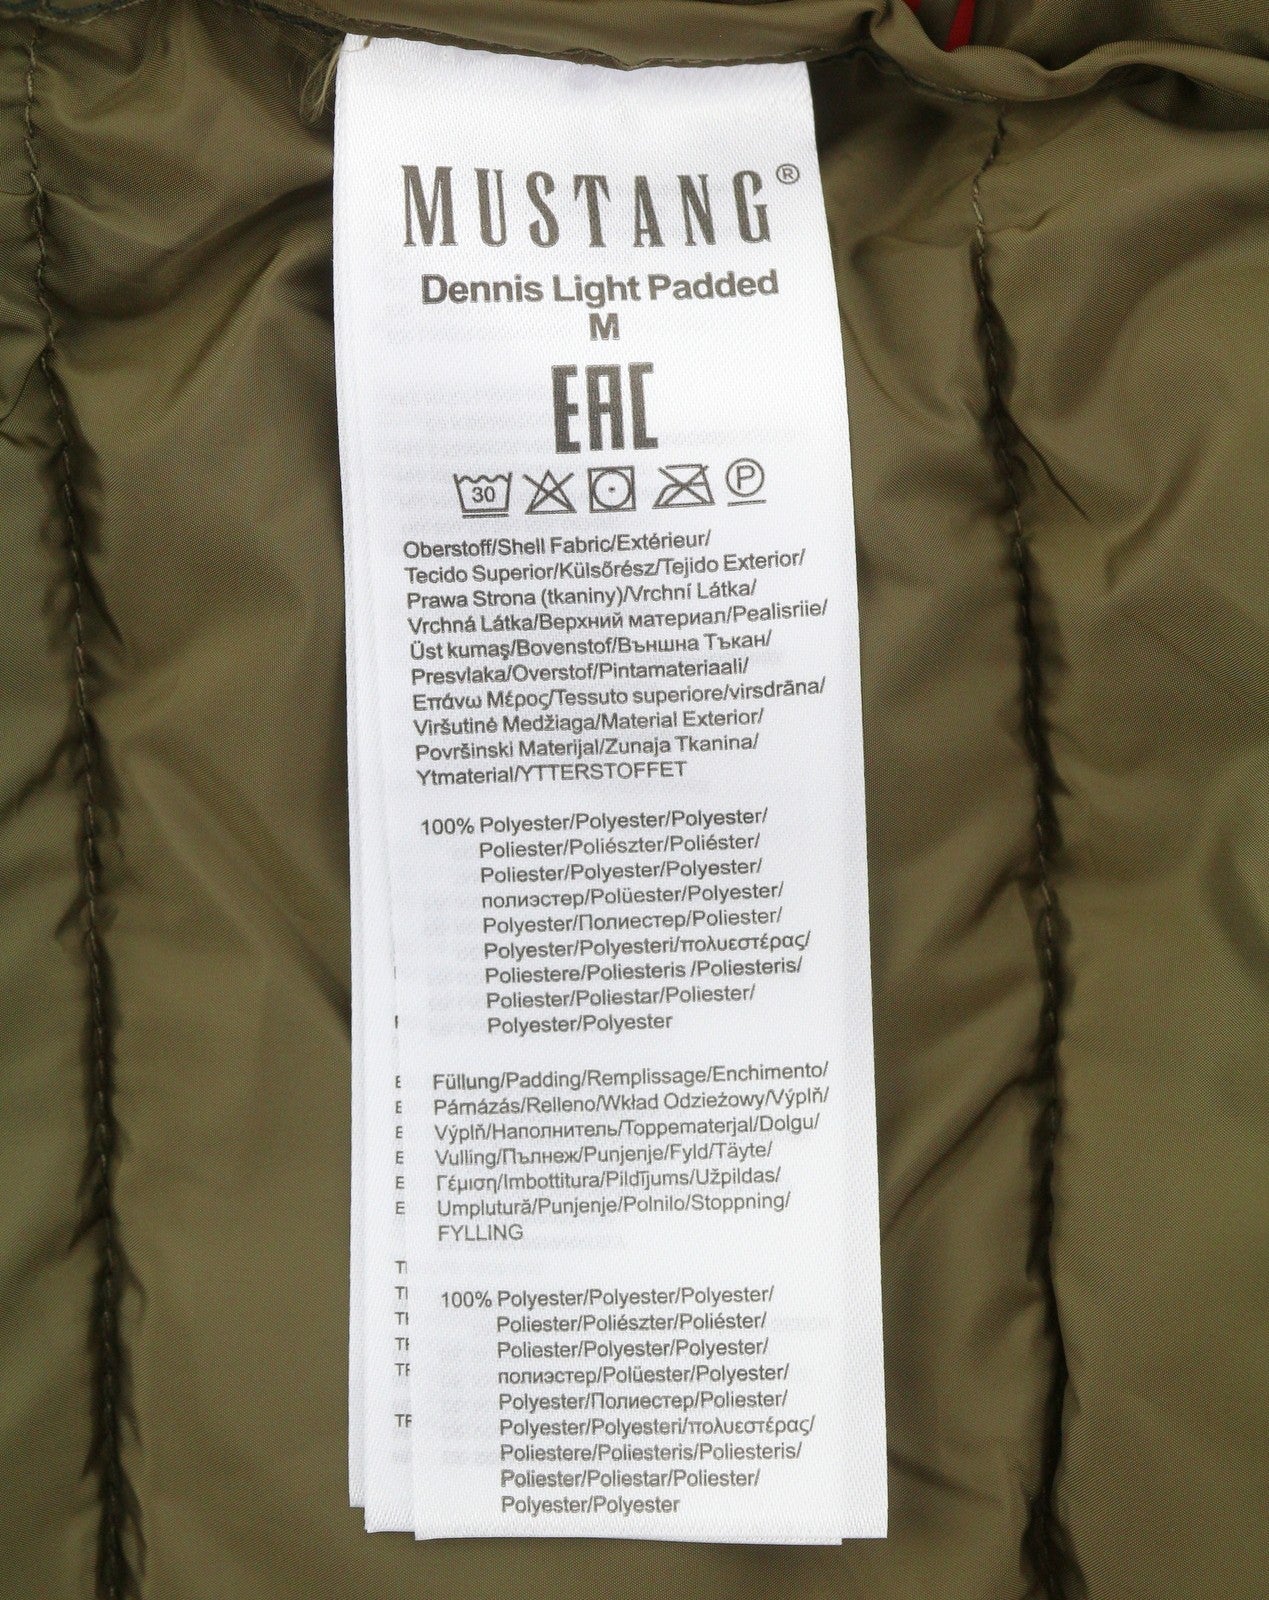 MUSTANG®
Dennis Light Padded
M
EAC
30 P
Oberstoff/Shell Fabric/Extérieur/
Tecido Superior/Külsőrész/Tejido Exterior/
Prawa Strona (tkaniny)/Vrchní Látka/
Vrchná Látka/Верхний материал/Pealisriie/
Üst kumaş/Bovenstof/Външна Тъкан/
Presvlaka/Overstof/Pintamateriaali/
Επάνω Μέρος/Tessuto superiore/virsdrāna/
Viršutinė Medžiaga/Material Exterior/
Površinski Materijal/Zunaja Tkanina/
Ytmaterial/YTTERSTOFFET
100% Polyester/Polyester/Polyester/
Poliester/Poliészter/Poliéster/
Poliester/Polyester/Polyester/
полиэстер/Polüester/Polyester/
Polyester/Полиестер/Poliester/
Polyester/Polyesteri/πολυεστέρας/
Poliestere/Poliesteris /Poliesteris/
Poliester/Poliestar/Poliester/
Polyester/Polyester
Füllung/Padding/Remplissage/Enchimento/
Párnázás/Relleno/Wkład Odzieżowy/Výplň/
Výplň/Наполнитель/Toppematerjal/Dolgu/
Vulling/Пълнеж/Punjenje/Fyld/Täyte/
Γέμιση/Imbottitura/Pildījums/Užpildas/
Umplutură/Punjenje/Polnilo/Stoppning/
FYLLING
100% Polyester/Polyester/Polyester/
Poliester/Poliészter/Poliéster/
Poliester/Polyester/Polyester/
полиэстер/Polüester/Polyester/
Polyester/Полиестер/Poliester/
Polyester/Polyesteri/πολυεστέρας/
Poliestere/Poliesteris/Poliesteris/
Poliester/Poliestar/Poliester/
Polyester/Polyester